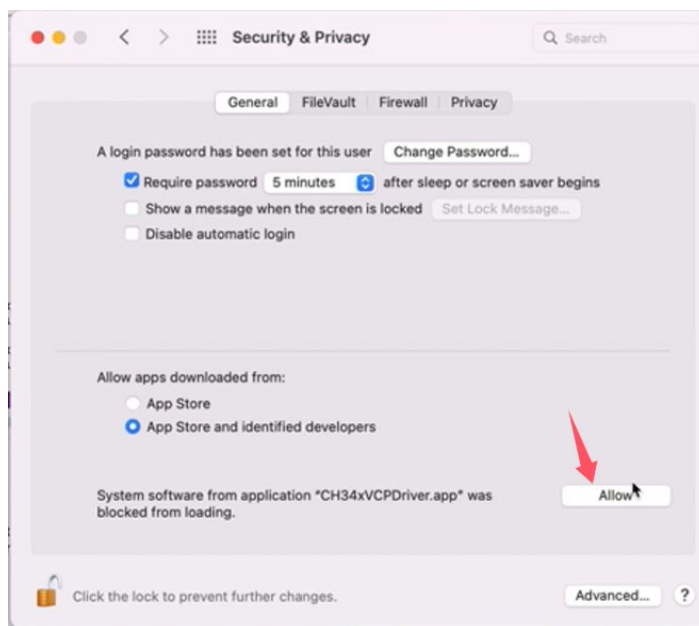 Security & Privacy
Search
General FileVault Firewall Privacy
A login password has been set for this user Change Password...
Require password 5 minutes after sleep or screen saver begins
Show a message when the screen is locked Set Lock Message...
Disable automatic login
Allow apps downloaded from:
App Store
App Store and identified developers
System software from application "CH34xVCPDriver.app" was
blocked from loading.
Allow
Click the lock to prevent further changes.
Advanced... ?